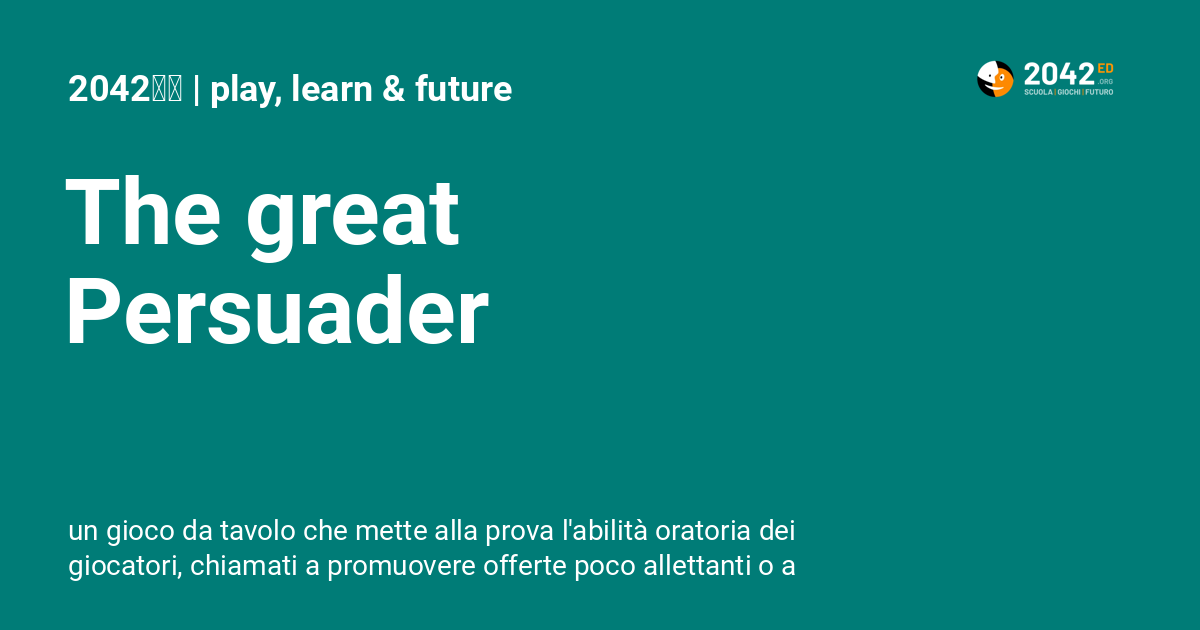 2042 | play, learn & future
2042 ED
.ORG
SCUOLA | GIOCHI | FUTURO
The great
Persuader
un gioco da tavolo che mette alla prova l'abilità oratoria dei
giocatori, chiamati a promuovere offerte poco allettanti o a